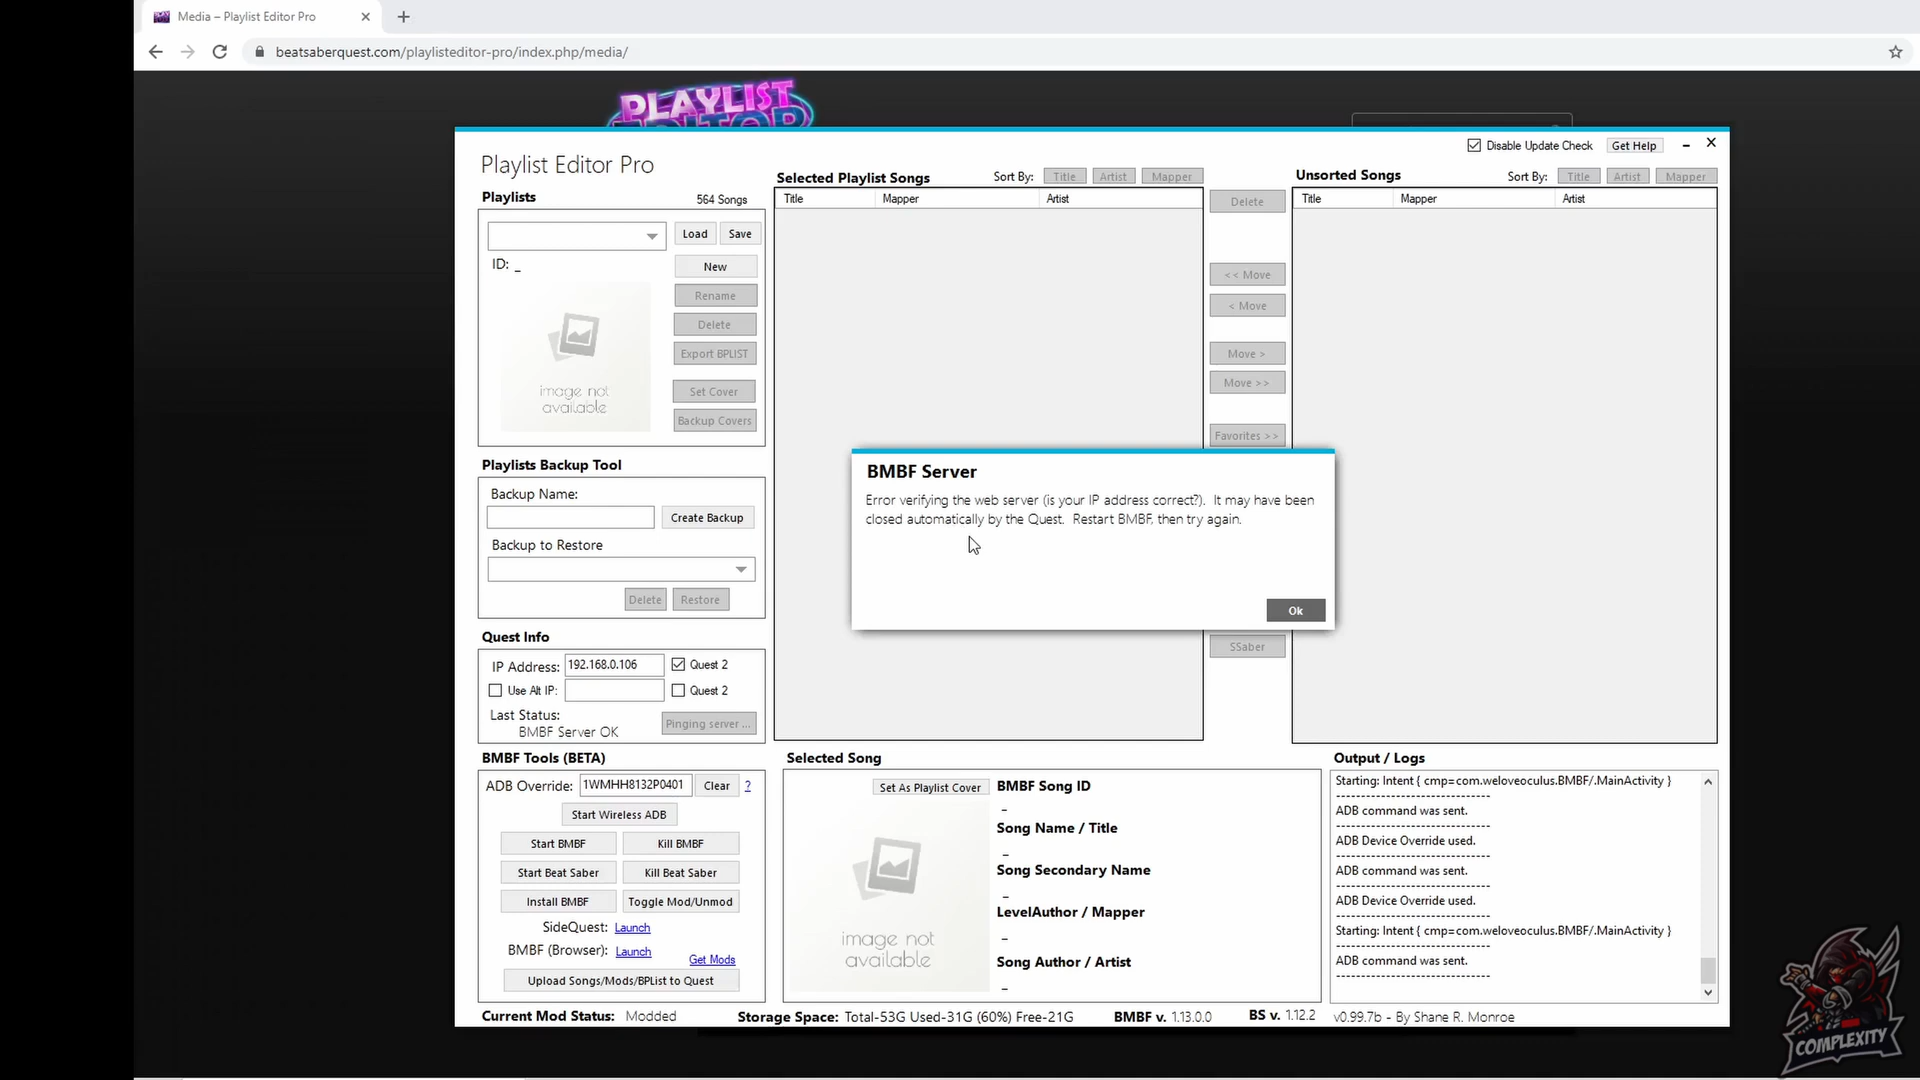 Media – Playlist Editor Pro
beatsaberquest.com/playlisteditor-pro/index.php/media/
PLAYLIST
EDITOR
Disable Update Check
Get Help
Playlist Editor Pro
Playlists
564 Songs
Load
Save
ID: _
New
Rename
Delete
Export BPLIST
Set Cover
Backup Covers
image not
available
Selected Playlist Songs
Sort By:
Title
Artist
Mapper
Title
Mapper
Artist
Delete
<< Move
< Move
Move >
Move >>
Favorites >>
SSaber
Unsorted Songs
Sort By:
Title
Artist
Mapper
Title
Mapper
Artist
BMBF Server
Error verifying the web server (is your IP address correct?). It may have been
closed automatically by the Quest. Restart BMBF, then try again.
Ok
Playlists Backup Tool
Backup Name:
Create Backup
Backup to Restore
Delete
Restore
Quest Info
IP Address:
192.168.0.106
Quest 2
Use Alt IP:
Quest 2
Last Status:
BMBF Server OK
Pinging server ...
BMBF Tools (BETA)
ADB Override:
1WMHH8132P0401
Clear
?
Start Wireless ADB
Start BMBF
Kill BMBF
Start Beat Saber
Kill Beat Saber
Install BMBF
Toggle Mod/Unmod
SideQuest:
Launch
BMBF (Browser):
Launch
Get Mods
Upload Songs/Mods/BPList to Quest
Selected Song
Set As Playlist Cover
image not
available
BMBF Song ID
_
Song Name / Title
_
Song Secondary Name
_
LevelAuthor / Mapper
_
Song Author / Artist
_
Output / Logs
Starting: Intent { cmp=com.weloveoculus.BMBF/.MainActivity }
------------------------------
ADB command was sent.
------------------------------
ADB Device Override used.
------------------------------
ADB command was sent.
------------------------------
ADB Device Override used.
------------------------------
Starting: Intent { cmp=com.weloveoculus.BMBF/.MainActivity }
------------------------------
ADB command was sent.
------------------------------
Current Mod Status: Modded
Storage Space: Total-53G Used-31G (60%) Free-21G
BMBF v. 1.13.0.0
BS v. 1.12.2
v0.99.7b - By Shane R. Monroe
COMPLEXITY